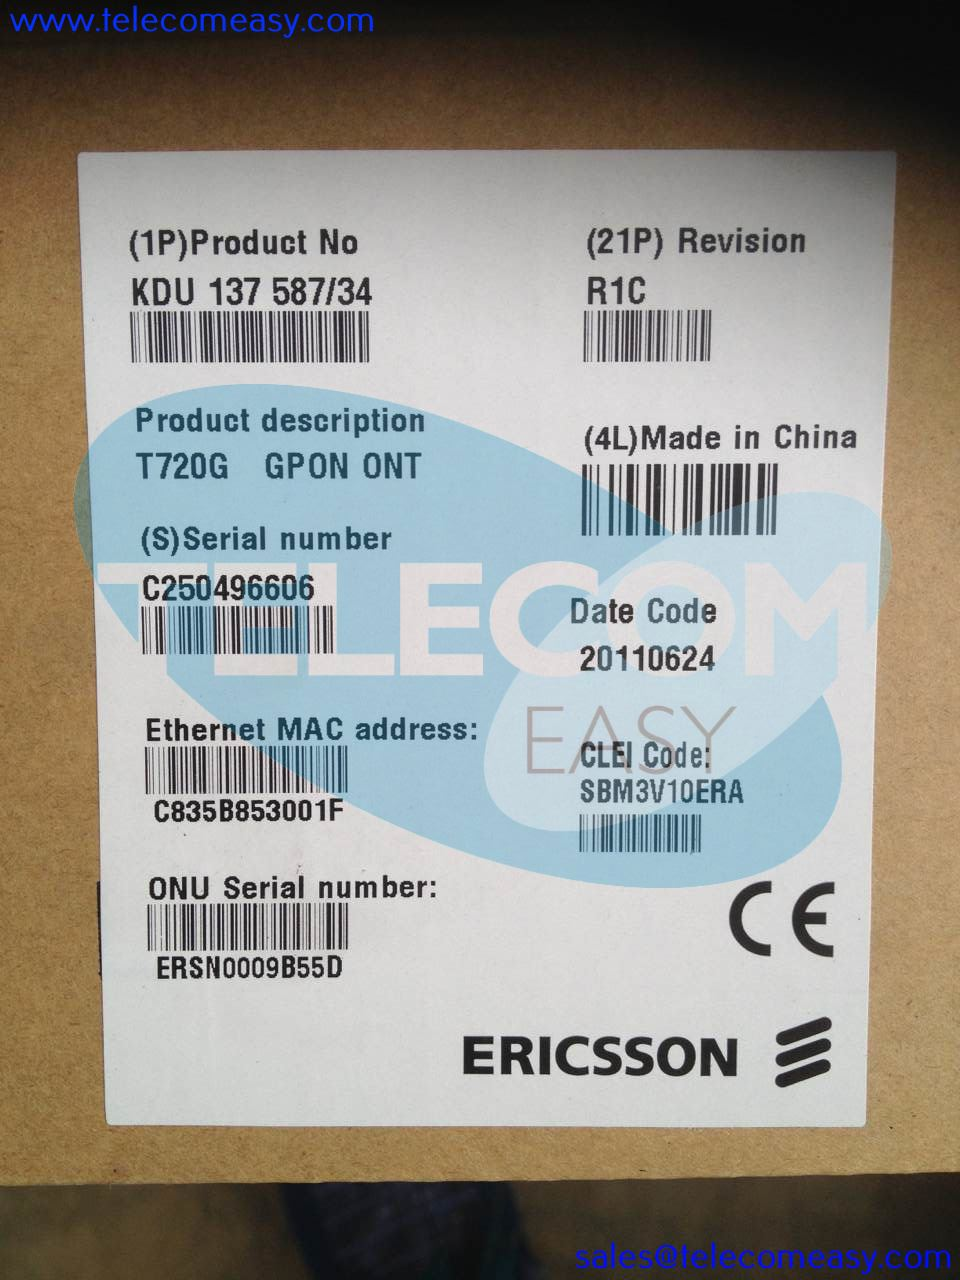 www.telecomeasy.com
(1P)Product No
KDU 137 587/34
(21P) Revision
R1C
Product description
T720G GPON ONT
(4L)Made in China
(S)Serial number
C250496606
TELECOM
EASY
Date Code
20110624
Ethernet MAC address:
C835B853001F
CLEI Code:
SBM3V10ERA
ONU Serial number:
ERSN0009B55D
CE
ERICSSON
sales@telecomeasy.com